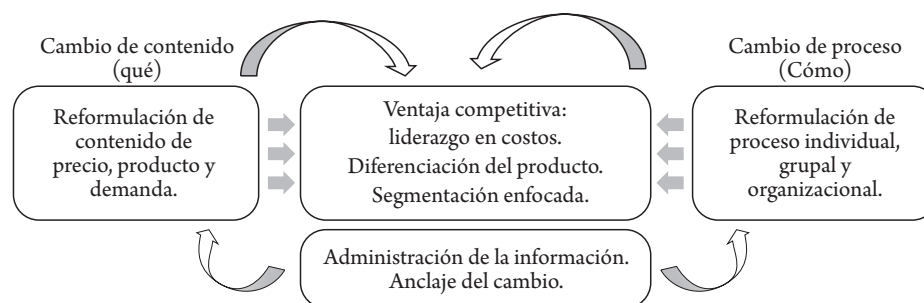 Cambio de contenido
(qué)
Reformulación de
contenido de
precio, producto y
demanda.
Ventaja competitiva:
liderazgo en costos.
Diferenciación del producto.
Segmentación enfocada.
Cambio de proceso
(Cómo)
Reformulación de
proceso individual,
grupal y
organizacional.
Administración de la información.
Anclaje del cambio.